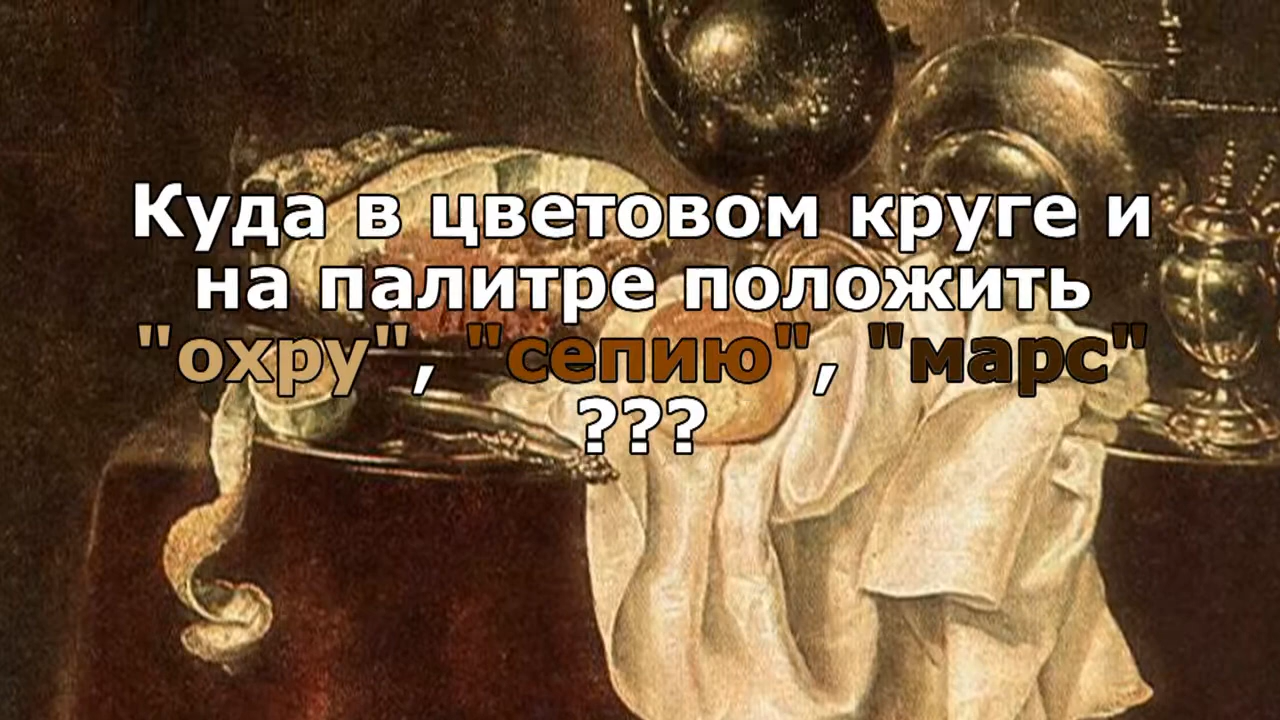 Куда в цветовом круге и
на палитре положить
"охру", "сепию", "марс"
???